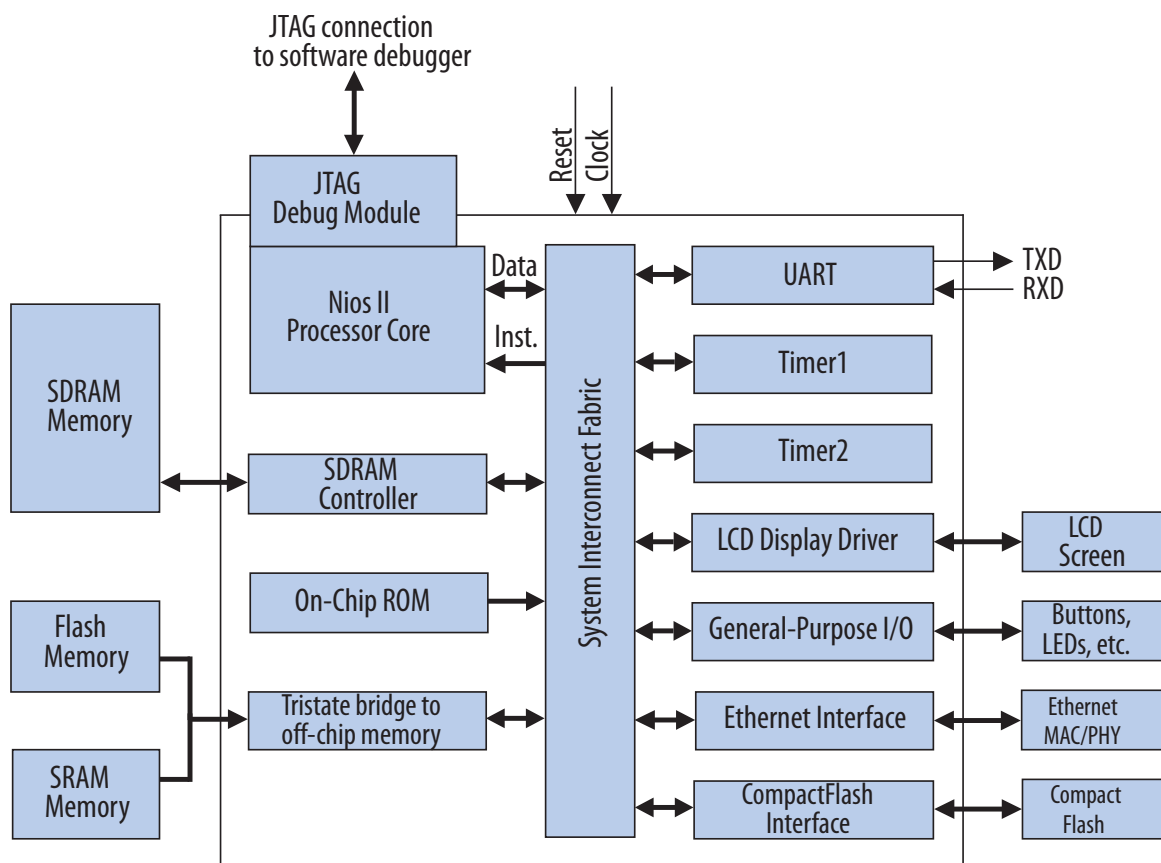 JTAG connection
to software debugger
Reset
Clock
JTAG
Debug Module
Nios II
Processor Core
Data
Inst.
System Interconnect Fabric
UART
TXD
RXD
Timer1
Timer2
SDRAM
Memory
SDRAM
Controller
LCD Display Driver
LCD
Screen
On-Chip ROM
General-Purpose I/O
Buttons,
LEDs, etc.
Flash
Memory
Tristate bridge to
off-chip memory
Ethernet Interface
Ethernet
MAC/PHY
SRAM
Memory
CompactFlash
Interface
Compact
Flash